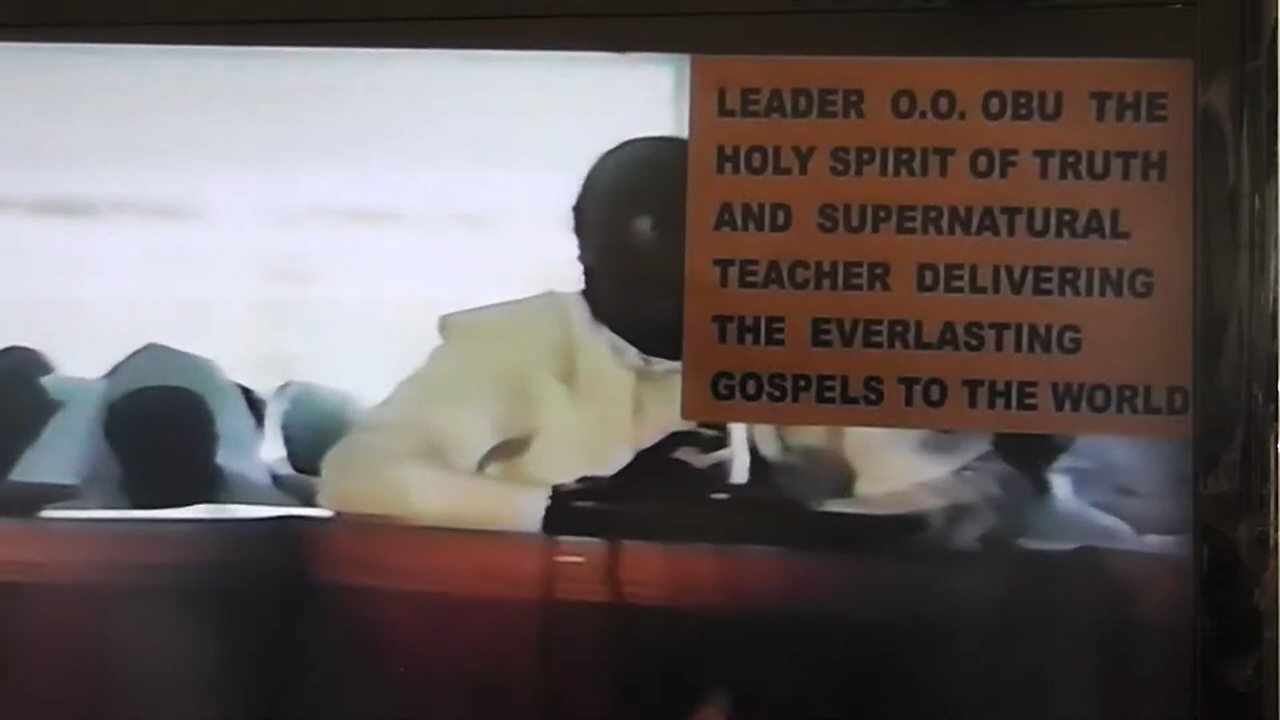 LEADER O.O. OBU THE
HOLY SPIRIT OF TRUTH
AND SUPERNATURAL
TEACHER DELIVERING
THE EVERLASTING
GOSPELS TO THE WORLD